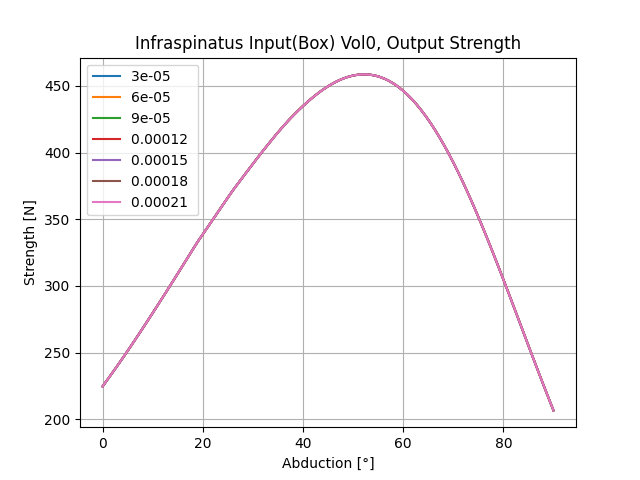 Infraspinatus Input(Box) Vol0, Output Strength
3e-05
6e-05
9e-05
0.00012
0.00015
0.00018
0.00021
450
400
350
300
250
200
Strength [N]
0 20 40 60 80
Abduction [°]